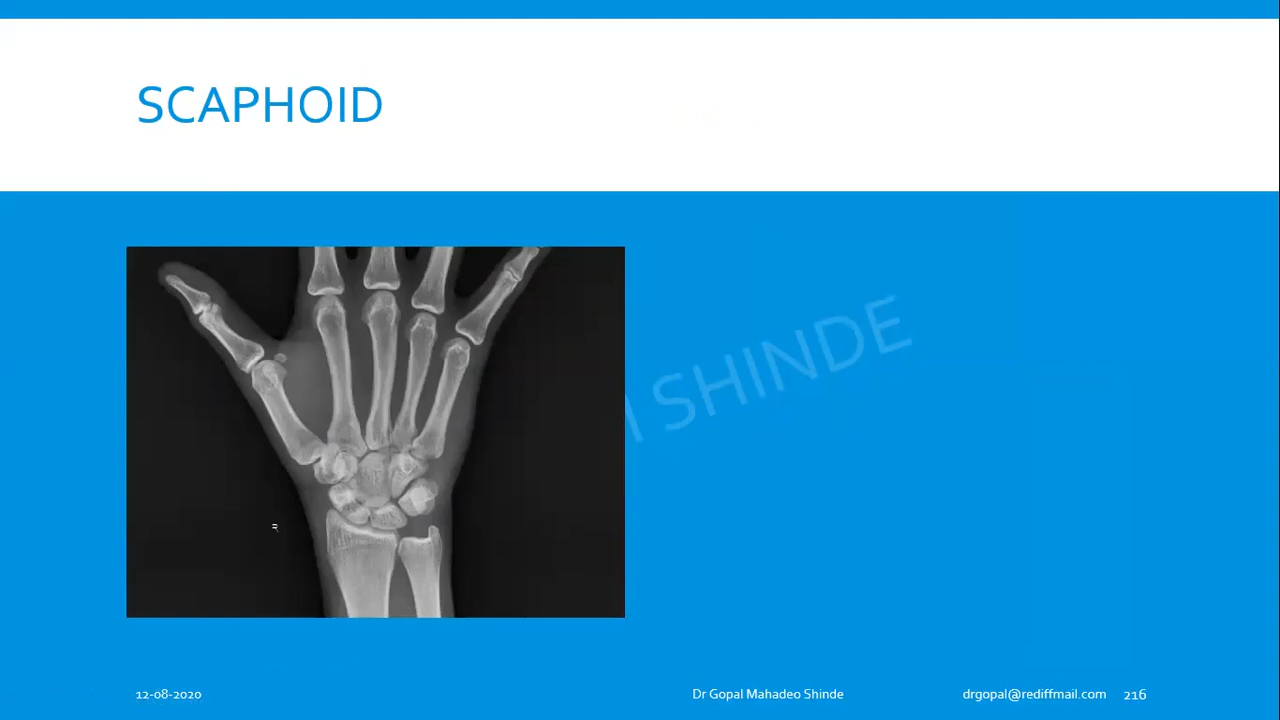 SCAPHOID
SHINDE
12-08-2020
Dr Gopal Mahadeo Shinde
drgopal@rediffmail.com
216